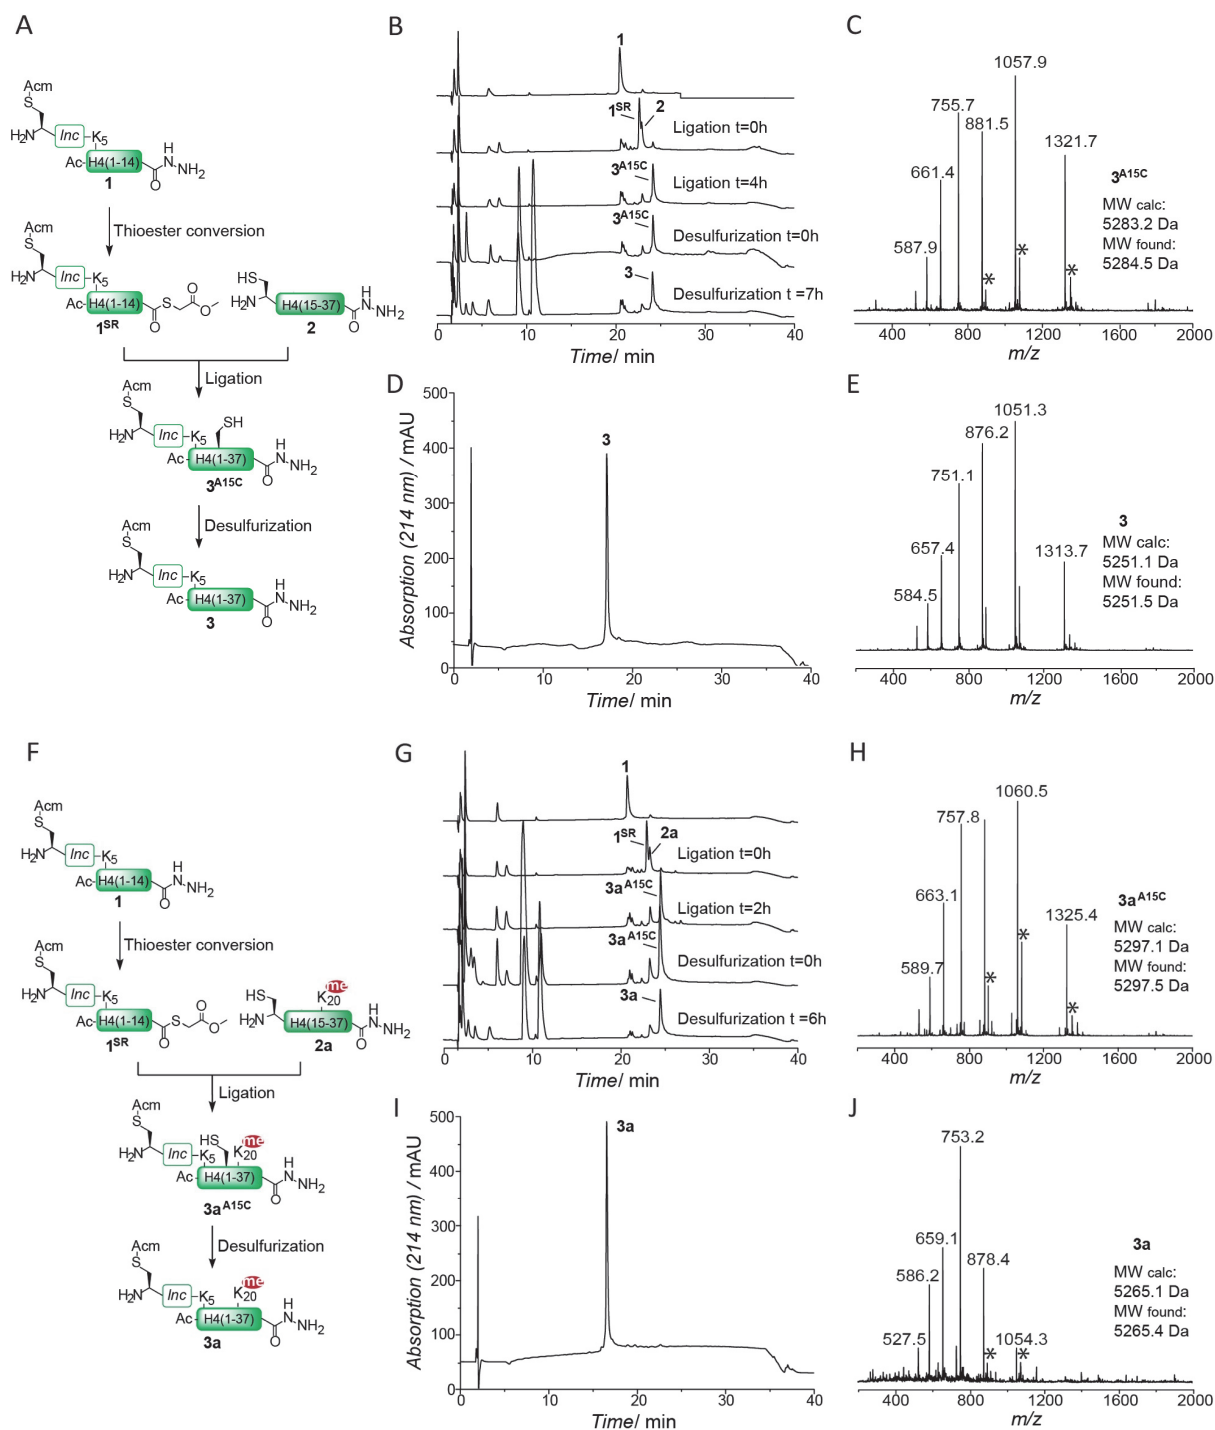 A
Acm
S
H₂N
Inc
K₅
Ac
H4(1-14)
H
N
NH₂
O
1
Thioester conversion
Acm
S
H₂N
Inc
K₅
Ac
H4(1-14)
S
O
O
O
1ˢᴿ
HS
H₂N
H4(15-37)
H
N
NH₂
O
2
Ligation
Acm
S
H₂N
Inc
K₅
SH
Ac
H4(1-37)
H
N
NH₂
O
3ᴬ¹⁵ᶜ
Desulfurization
Acm
S
H₂N
Inc
K₅
Ac
H4(1-37)
H
N
NH₂
O
3
B
1
1ˢᴿ
2
Ligation t=0h
3ᴬ¹⁵ᶜ
Ligation t=4h
3ᴬ¹⁵ᶜ
Desulfurization t=0h
3
Desulfurization t =7h
0 10 20 30 40
Time/ min
C
1057.9
755.7
881.5
1321.7
661.4
587.9
* * *
3ᴬ¹⁵ᶜ
MW calc:
5283.2 Da
MW found:
5284.5 Da
400 800 1200 1600 2000
m/z
D
500
400
300
200
100
0
Absorption (214 nm) / mAU
3
0 10 20 30 40
Time/ min
E
1051.3
876.2
751.1
657.4
1313.7
584.5
3
MW calc:
5251.1 Da
MW found:
5251.5 Da
400 800 1200 1600 2000
m/z
F
Acm
S
H₂N
Inc
K₅
Ac
H4(1-14)
H
N
NH₂
O
1
Thioester conversion
Acm
S
H₂N
Inc
K₅
Ac
H4(1-14)
S
O
O
O
1ˢᴿ
HS
K₂₀
me
H₂N
H4(15-37)
H
N
NH₂
O
2a
Ligation
Acm
S
H₂N
Inc
K₅
HS
K₂₀
me
Ac
H4(1-37)
H
N
NH₂
O
3aᴬ¹⁵ᶜ
Desulfurization
Acm
S
H₂N
Inc
K₅
K₂₀
me
Ac
H4(1-37)
H
N
NH₂
O
3a
G
1
1ˢᴿ
2a
Ligation t=0h
3aᴬ¹⁵ᶜ
Ligation t=2h
3aᴬ¹⁵ᶜ
Desulfurization t=0h
3a
Desulfurization t =6h
0 10 20 30 40
Time/ min
H
1060.5
757.8
663.1
1325.4
589.7
* * *
3aᴬ¹⁵ᶜ
MW calc:
5297.1 Da
MW found:
5297.5 Da
400 800 1200 1600 2000
m/z
I
500
400
300
200
100
0
Absorption (214 nm) / mAU
3a
0 10 20 30 40
Time/ min
J
753.2
659.1
878.4
586.2
527.5
1054.3
* *
3a
MW calc:
5265.1 Da
MW found:
5265.4 Da
400 800 1200 1600 2000
m/z